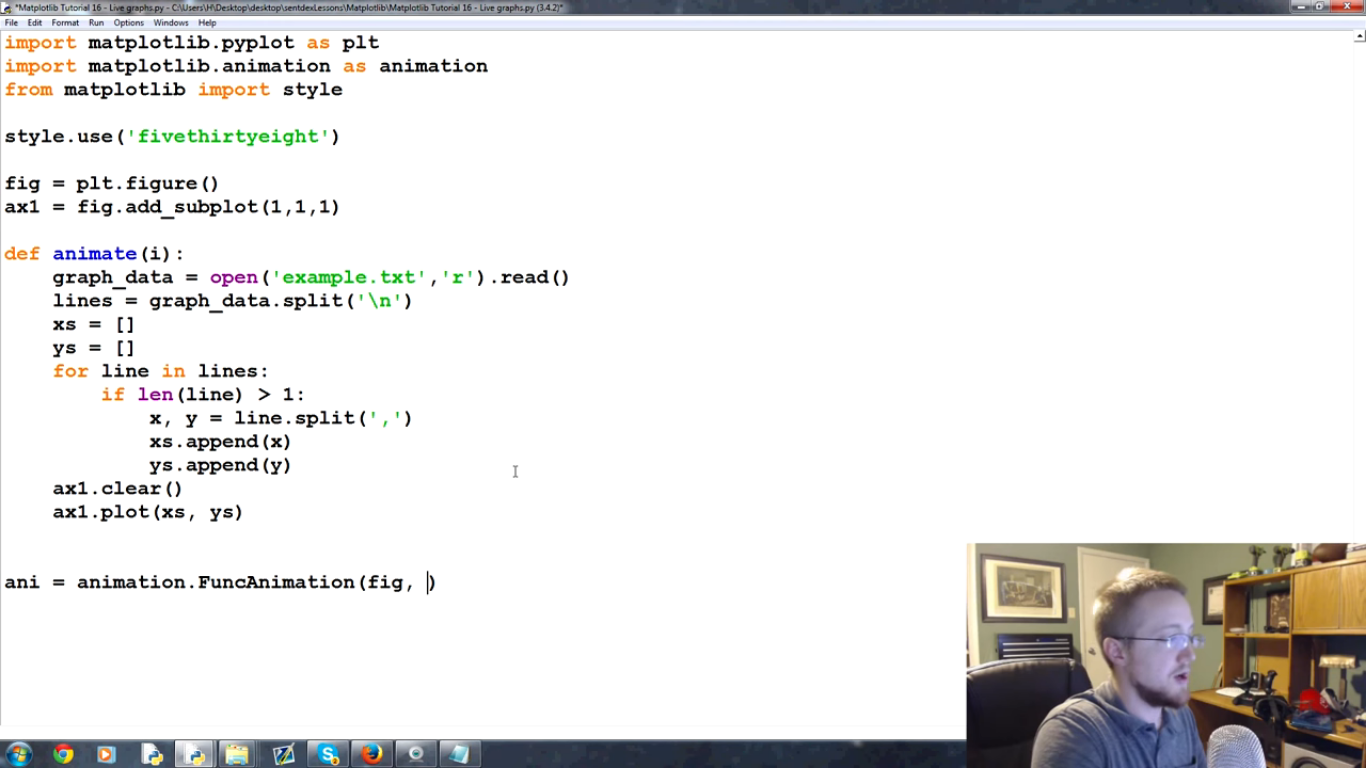 *Matplotlib Tutorial 16 - Live graphs.py - C:\Users\H\Desktop\desktop\sentdexLessons\Matplotlib\Matplotlib Tutorial 16 - Live graphs.py (3.4.2)*
File Edit Format Run Options Windows Help
import matplotlib.pyplot as plt
import matplotlib.animation as animation
from matplotlib import style
style.use('fivethirtyeight')
fig = plt.figure()
ax1 = fig.add_subplot(1,1,1)
def animate(i):
graph_data = open('example.txt','r').read()
lines = graph_data.split('\n')
xs = []
ys = []
for line in lines:
if len(line) > 1:
x, y = line.split(',')
xs.append(x)
ys.append(y)
ax1.clear()
ax1.plot(xs, ys)
ani = animation.FuncAnimation(fig, )